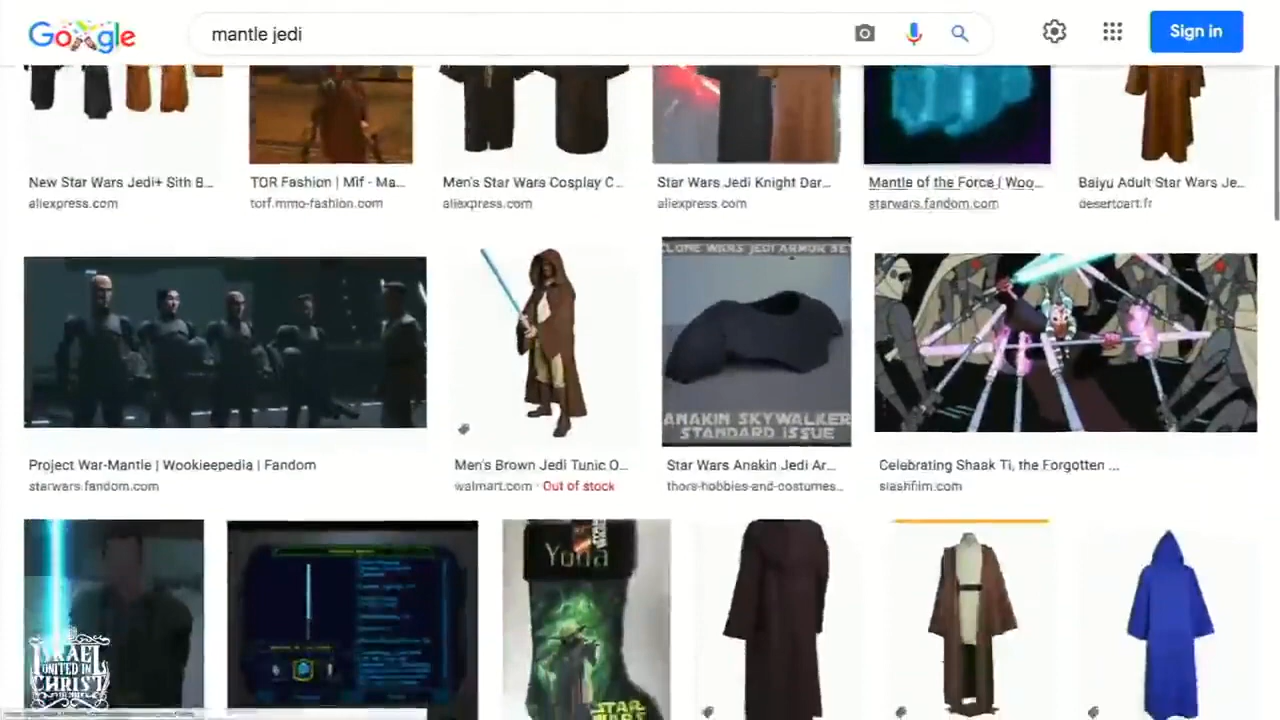 Google
mantle jedi
Sign in
New Star Wars Jedi+ Sith B...
TOR Fashion | Mif - Ma...
Men's Star Wars Cosplay C...
Star Wars Jedi Knight Dar...
Mantle of the Force | Woo...
Baiyu Adult Star Wars Je...
aliexpress.com
torf.mmo-fashion.com
aliexpress.com
aliexpress.com
starwars.fandom.com
desertcart.fr
CLONE WARS JEDI ARMOR SET
ANAKIN SKYWALKER
STANDARD ISSUE
Project War-Mantle | Wookieepedia | Fandom
Men's Brown Jedi Tunic O...
Star Wars Anakin Jedi Ar...
Celebrating Shaak Ti, the Forgotten ...
starwars.fandom.com
walmart.com · Out of stock
thors-hobbies-and-costumes...
slashfilm.com
Yoda
STAR
WARS
ISRAEL
UNITED IN
CHRIST